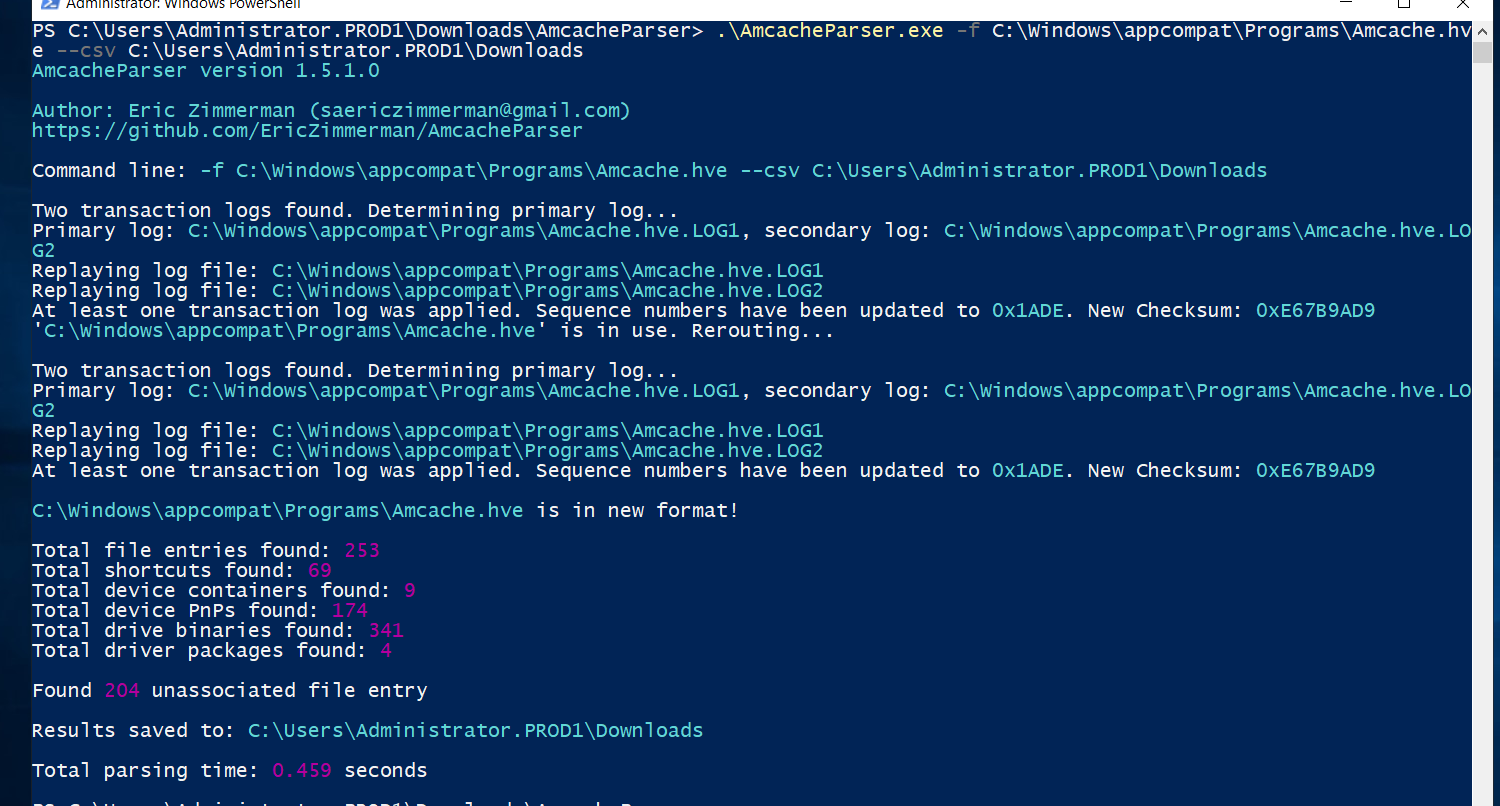 Administrator: Windows PowerShell
PS C:\Users\Administrator.PROD1\Downloads\AmcacheParser> .\AmcacheParser.exe -f C:\Windows\appcompat\Programs\Amcache.hv
e --csv C:\Users\Administrator.PROD1\Downloads
AmcacheParser version 1.5.1.0
Author: Eric Zimmerman (saericzimmerman@gmail.com)
https://github.com/EricZimmerman/AmcacheParser
Command line: -f C:\Windows\appcompat\Programs\Amcache.hve --csv C:\Users\Administrator.PROD1\Downloads
Two transaction logs found. Determining primary log...
Primary log: C:\Windows\appcompat\Programs\Amcache.hve.LOG1, secondary log: C:\Windows\appcompat\Programs\Amcache.hve.LO
G2
Replaying log file: C:\Windows\appcompat\Programs\Amcache.hve.LOG1
Replaying log file: C:\Windows\appcompat\Programs\Amcache.hve.LOG2
At least one transaction log was applied. Sequence numbers have been updated to 0x1ADE. New Checksum: 0xE67B9AD9
'C:\Windows\appcompat\Programs\Amcache.hve' is in use. Rerouting...
Two transaction logs found. Determining primary log...
Primary log: C:\Windows\appcompat\Programs\Amcache.hve.LOG1, secondary log: C:\Windows\appcompat\Programs\Amcache.hve.LO
G2
Replaying log file: C:\Windows\appcompat\Programs\Amcache.hve.LOG1
Replaying log file: C:\Windows\appcompat\Programs\Amcache.hve.LOG2
At least one transaction log was applied. Sequence numbers have been updated to 0x1ADE. New Checksum: 0xE67B9AD9
C:\Windows\appcompat\Programs\Amcache.hve is in new format!
Total file entries found: 253
Total shortcuts found: 69
Total device containers found: 9
Total device PnPs found: 174
Total drive binaries found: 341
Total driver packages found: 4
Found 204 unassociated file entry
Results saved to: C:\Users\Administrator.PROD1\Downloads
Total parsing time: 0.459 seconds